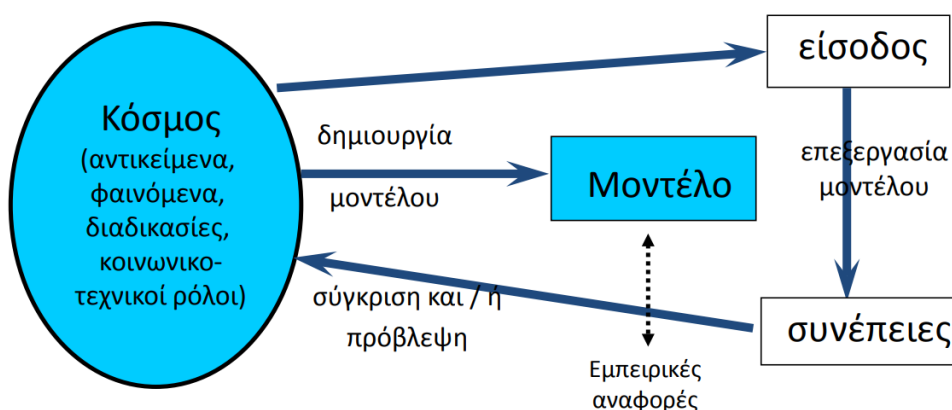 είσοδος
Κόσμος
(αντικείμενα,
φαινόμενα,
διαδικασίες,
κοινωνικο-
τεχνικοί ρόλοι)
δημιουργία
μοντέλου
Μοντέλο
επεξεργασία
μοντέλου
σύγκριση και / ή
πρόβλεψη
συνέπειες
Εμπειρικές
αναφορές